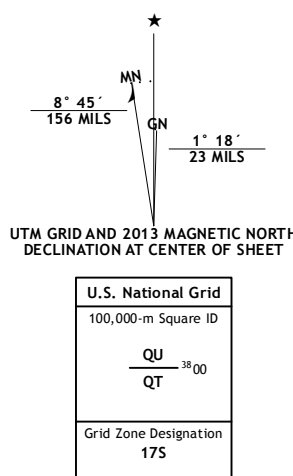 ★
MN
8° 45´
156 MILS
GN
1° 18´
23 MILS
UTM GRID AND 2013 MAGNETIC NORTH
DECLINATION AT CENTER OF SHEET
U.S. National Grid
100,000-m Square ID
QU
3800
QT
Grid Zone Designation
17S